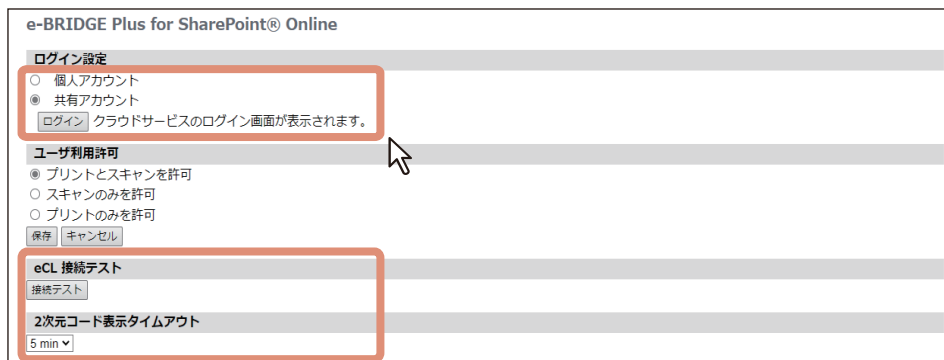 e-BRIDGE Plus for SharePoint® Online
ログイン設定
個人アカウント
共有アカウント
ログイン クラウドサービスのログイン画面が表示されます。
ユーザ利用許可
プリントとスキャンを許可
スキャンのみを許可
プリントのみを許可
保存 キャンセル
eCL 接続テスト
接続テスト
2次元コード表示タイムアウト
5 min